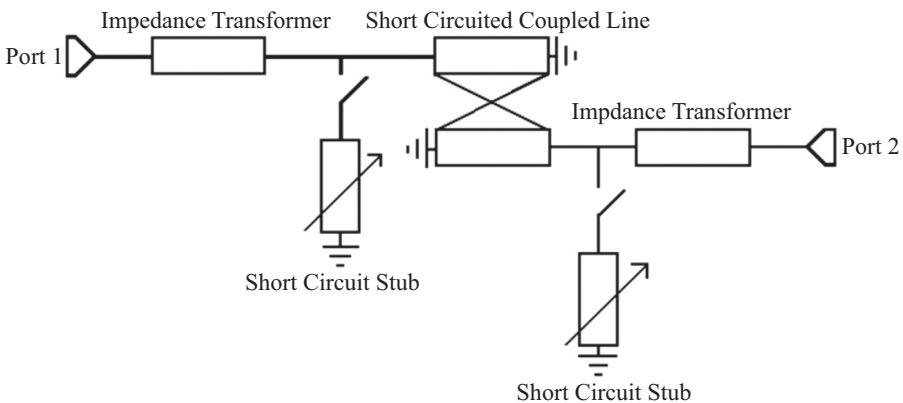 Impedance Transformer
Short Circuited Coupled Line
Port 1
Impdance Transformer
Port 2
Short Circuit Stub
Short Circuit Stub